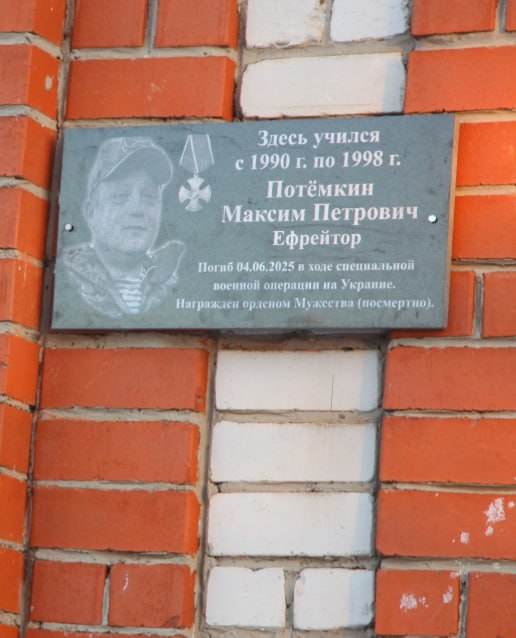 Здесь учился
с 1990 г. по 1998 г.
Потёмкин
Максим Петрович
Ефрейтор
Погиб 04.06.2025 в ходе специальной
военной операции на Украине.
Награжден орденом Мужества (посмертно).